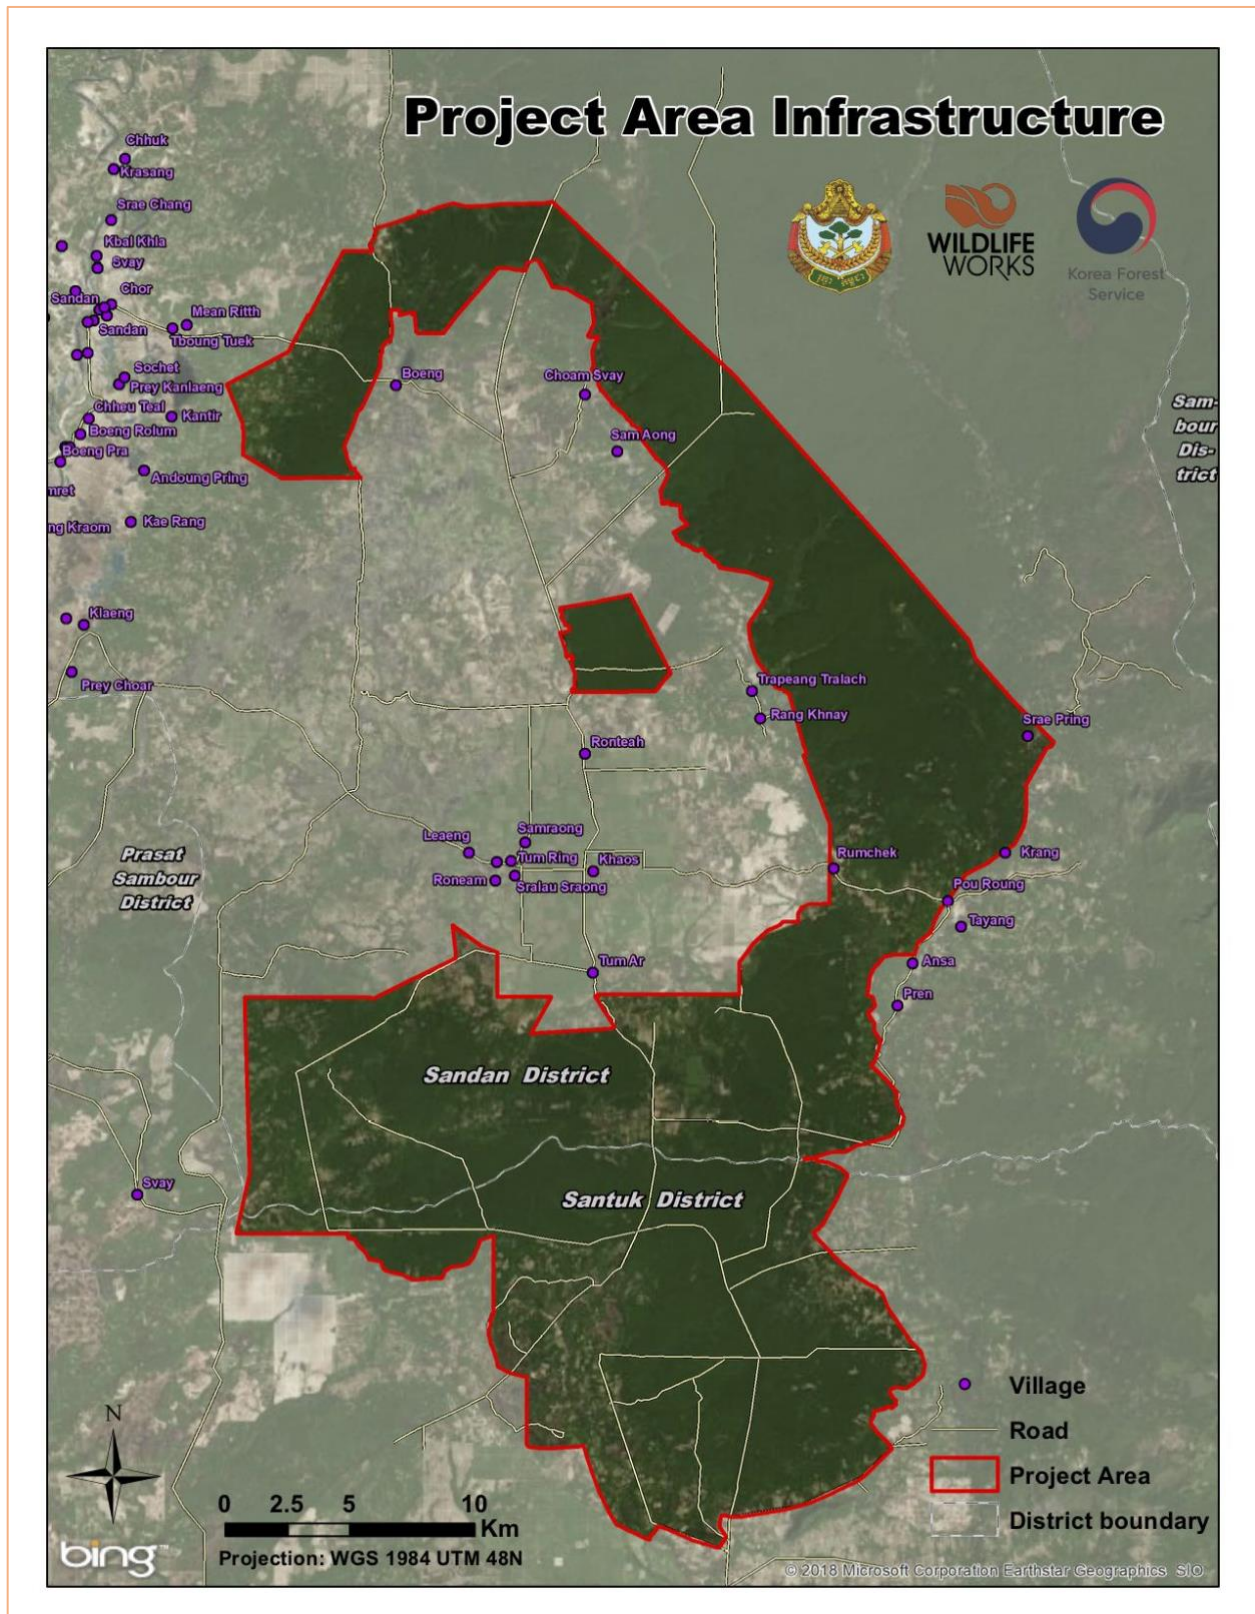 Project Area Infrastructure
WILDLIFE
WORKS
Korea Forest
Service
Chhuk
Krasang
Srae Chang
Kbal Khla
Svay
Chor
Sandan
Sandan
Mean Ritth
Tboung Tuek
Sochet
Prey Kanlaeng
Chheu Teal
Kantir
Boeng Rolum
Boeng Pra
Andoung Pring
mret
ng Kraom
Kae Rang
Boeng
Choam Svay
Sam Aong
Sam-
bour
Dis-
trict
Klaeng
Prey Choar
Trapeang Tralach
Rang Khnay
Srae Pring
Ronteah
Samraong
Leaeng
Tum Ring
Khaos
Roneam
Sralau Sraong
Rumchek
Krang
Pou Roung
Tayang
Ansa
Pren
Tum Ar
Prasat
Sambour
District
Sandan District
Santuk District
Svay
Village
Road
Project Area
District boundary
N
0 2.5 5 10
Km
Projection: WGS 1984 UTM 48N
bing
© 2018 Microsoft Corporation Earthstar Geographics SIO